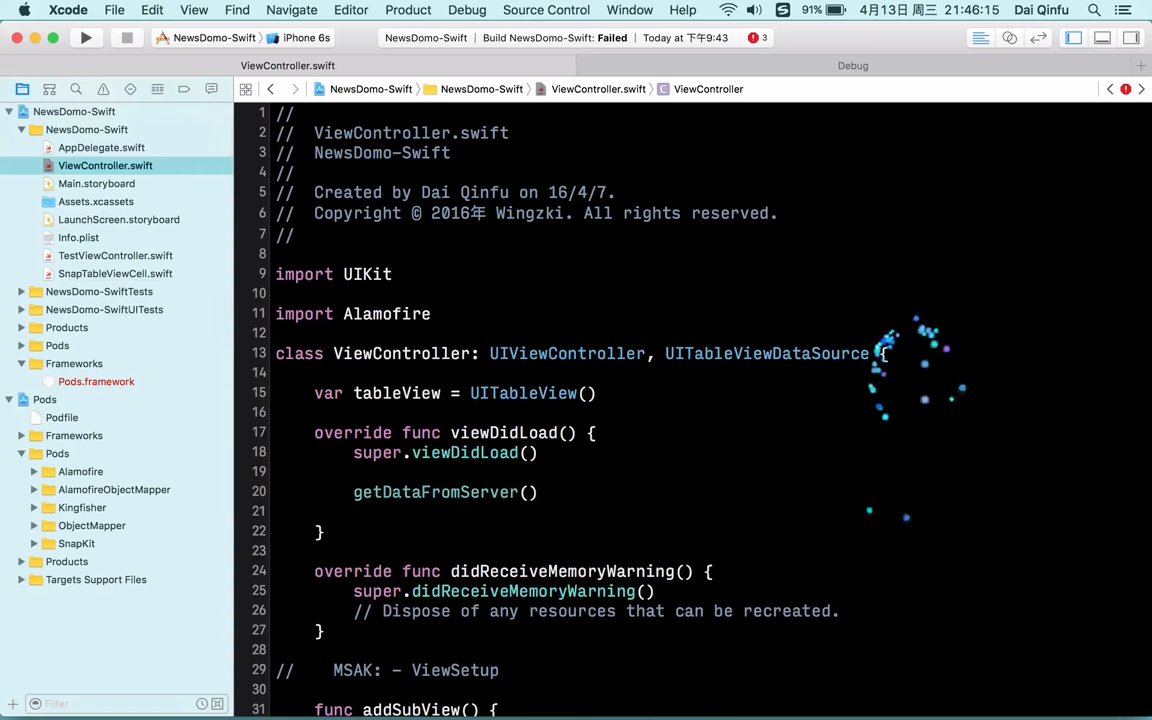 Xcode File Edit View Find Navigate Editor Product Debug Source Control Window Help 91% 4月13日 周三 21:46:15 Dai Qinfu
NewsDomo-Swift iPhone 6s NewsDomo-Swift Build NewsDomo-Swift: Failed Today at 下午9:43 3
ViewController.swift Debug
NewsDomo-Swift NewsDomo-Swift ViewController.swift C ViewController
NewsDomo-Swift
NewsDomo-Swift
AppDelegate.swift
ViewController.swift
Main.storyboard
Assets.xcassets
LaunchScreen.storyboard
Info.plist
TestViewController.swift
SnapTableViewCell.swift
NewsDomo-SwiftTests
NewsDomo-SwiftUITests
Products
Pods
Frameworks
Pods.framework
Pods
Podfile
Frameworks
Pods
Alamofire
AlamofireObjectMapper
Kingfisher
ObjectMapper
SnapKit
Products
Targets Support Files
Filter
1 //
2 // ViewController.swift
3 // NewsDomo-Swift
4 //
5 // Created by Dai Qinfu on 16/4/7.
6 // Copyright © 2016年 Wingzki. All rights reserved.
7 //
8
9 import UIKit
10
11 import Alamofire
12
13 class ViewController: UIViewController, UITableViewDataSource {
14
15 var tableView = UITableView()
16
17 override func viewDidLoad() {
18 super.viewDidLoad()
19
20 getDataFromServer()
21
22 }
23
24 override func didReceiveMemoryWarning() {
25 super.didReceiveMemoryWarning()
26 // Dispose of any resources that can be recreated.
27 }
28
29 // MSAK: - ViewSetup
30
31 func addSubView() {